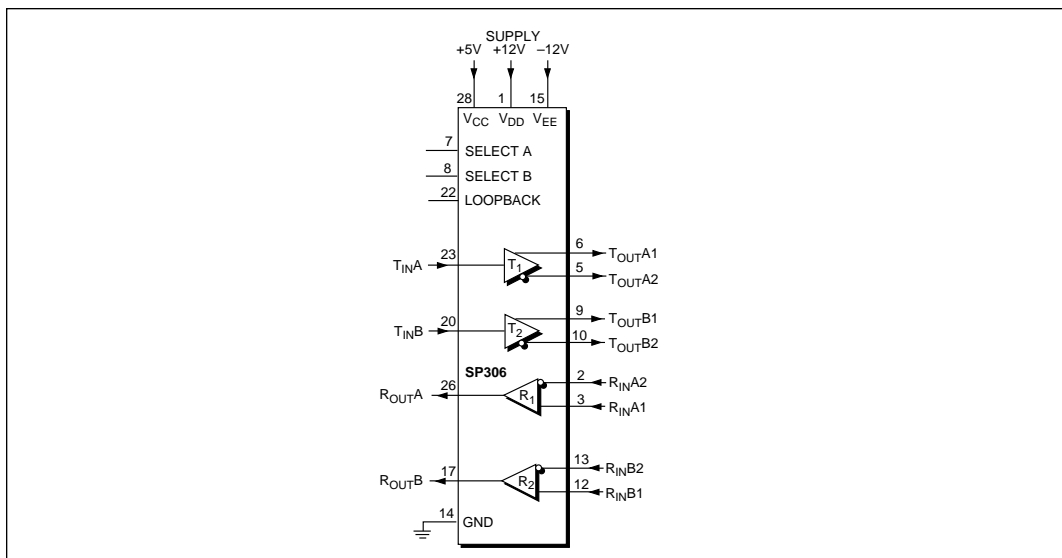 SUPPLY
+5V +12V –12V
28 1 15
VCC VDD VEE
7 SELECT A
8 SELECT B
22 LOOPBACK
TINA 23 T1 6 TOUTA1
5 TOUTA2
TINB 20 T2 9 TOUTB1
10 TOUTB2
SP306
2 RINA2
ROUTA 26 R1 3 RINA1
13 RINB2
ROUTB 17 R2 12 RINB1
14 GND